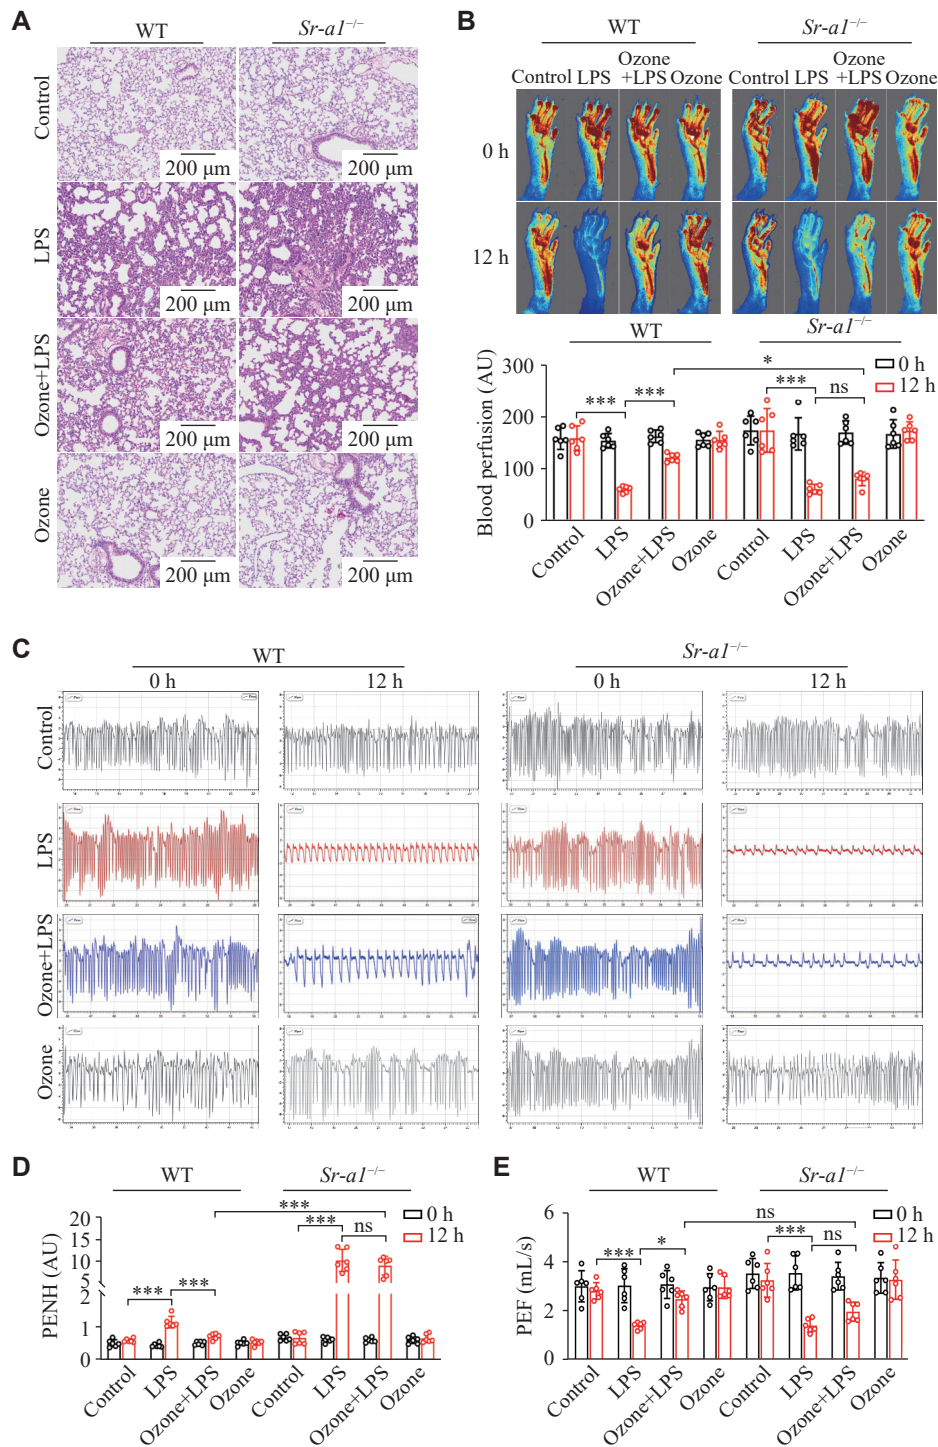 A
WT
Sr-a1⁻/⁻
Control
200 μm
200 μm
LPS
200 μm
200 μm
Ozone+LPS
200 μm
200 μm
Ozone
200 μm
200 μm
B
WT
Sr-a1⁻/⁻
Ozone
Ozone
Control LPS +LPS Ozone
Control LPS +LPS Ozone
0 h
12 h
WT
Sr-a1⁻/⁻
Blood perfusion (AU)
300
200
100
0
*
***
***
***
ns
0 h
12 h
Control
LPS
Ozone+LPS
Ozone
Control
LPS
Ozone+LPS
Ozone
C
WT
Sr-a1⁻/⁻
0 h
12 h
0 h
12 h
Control
LPS
Ozone+LPS
Ozone
D
WT
Sr-a1⁻/⁻
PENH (AU)
20
15
10
5
2
1
0
***
***
***
***
ns
0 h
12 h
Control
LPS
Ozone+LPS
Ozone
Control
LPS
Ozone+LPS
Ozone
E
WT
Sr-a1⁻/⁻
PEF (mL/s)
6
4
2
0
ns
***
*
***
ns
0 h
12 h
Control
LPS
Ozone+LPS
Ozone
Control
LPS
Ozone+LPS
Ozone